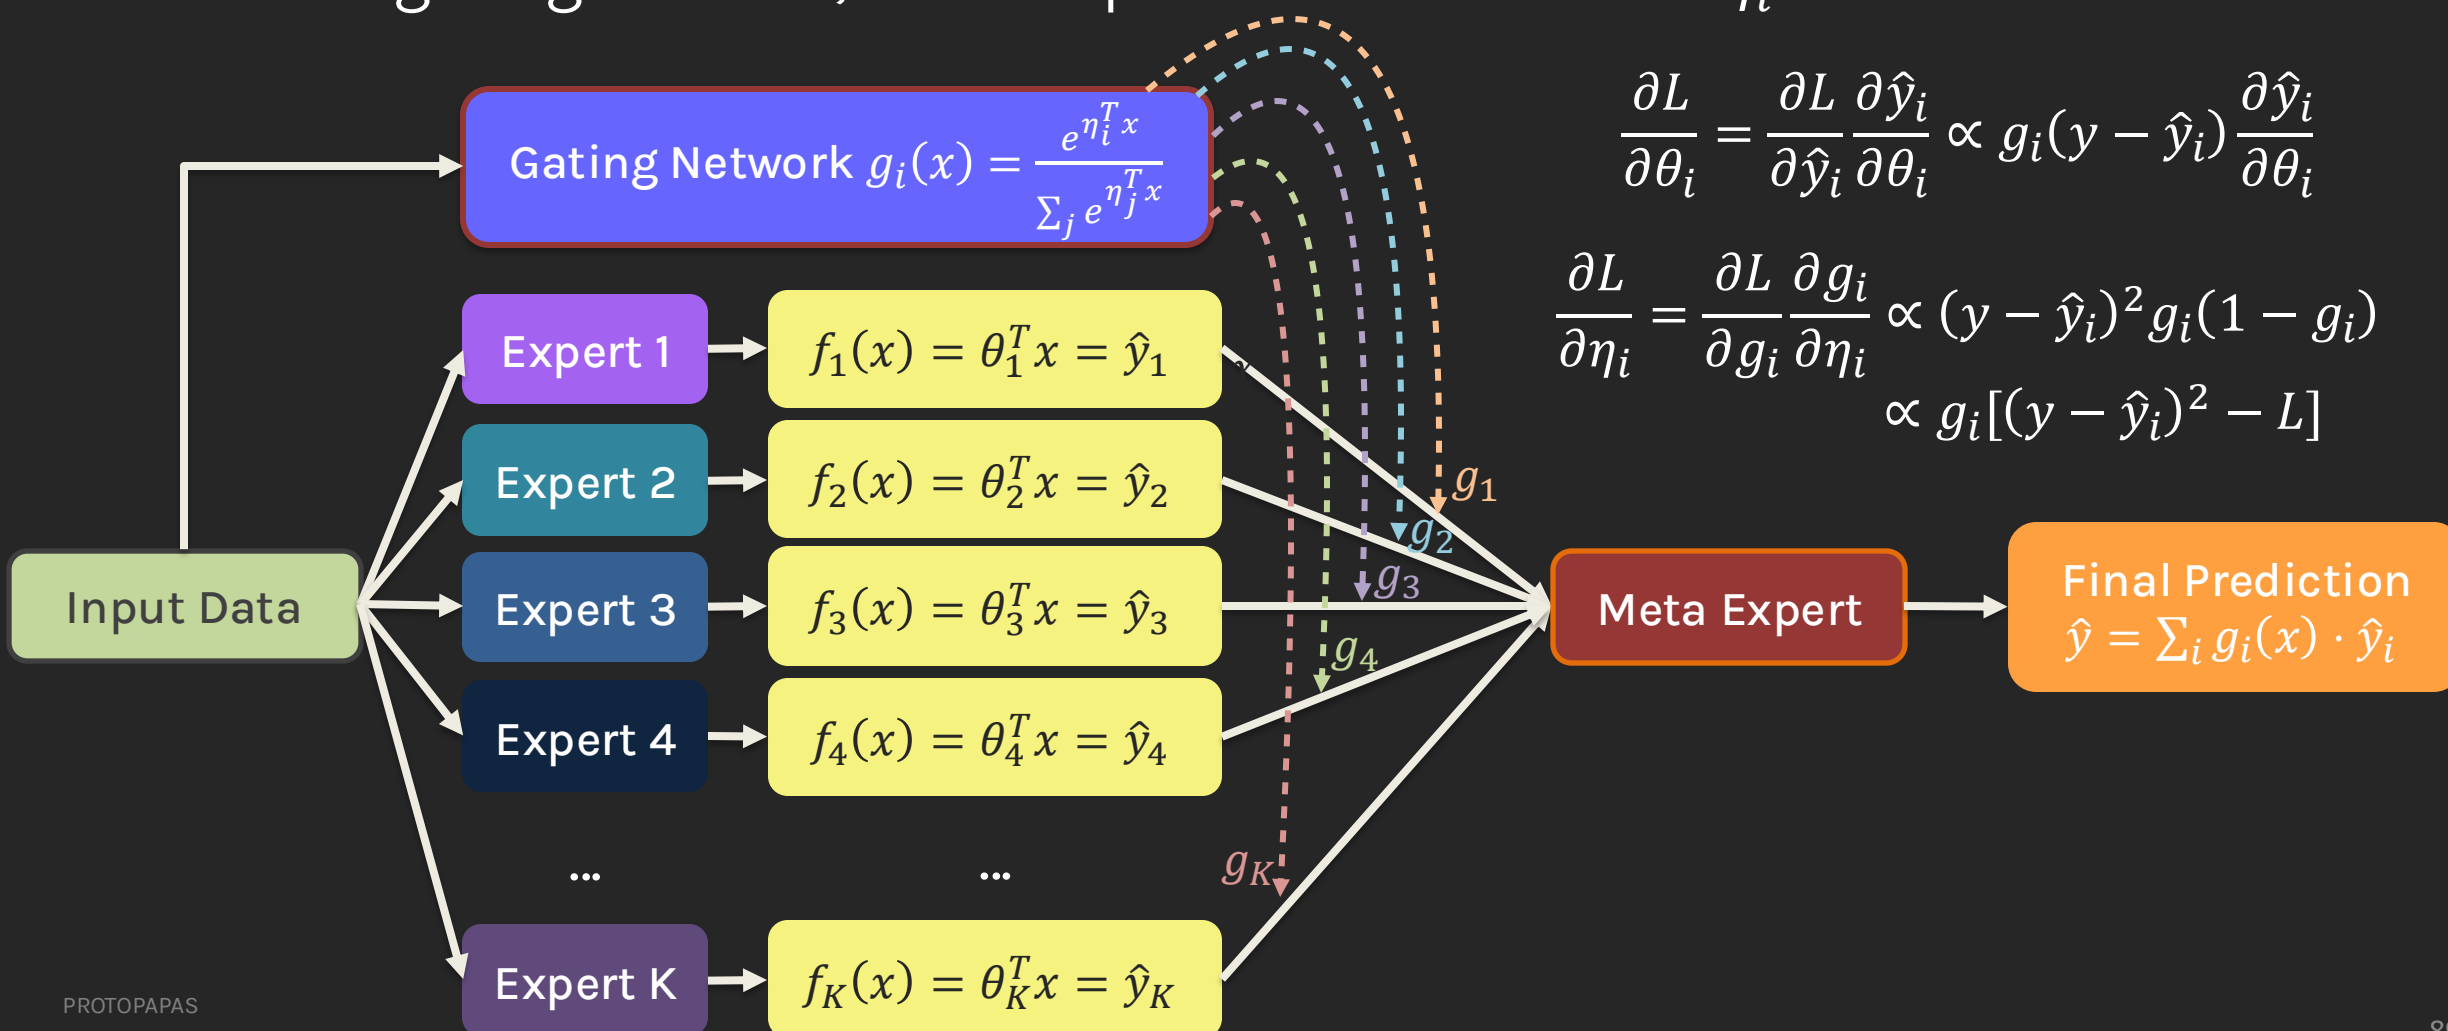 Gating Network g_i(x) = e^{η_i^T x} / ∑_j e^{η_j^T x}
∂L/∂θ_i = ∂L/∂ŷ_i ∂ŷ_i/∂θ_i ∝ g_i(y − ŷ_i) ∂ŷ_i/∂θ_i
∂L/∂η_i = ∂L/∂g_i ∂g_i/∂η_i ∝ (y − ŷ_i)² g_i(1 − g_i)
∝ g_i[(y − ŷ_i)² − L]
Expert 1
f_1(x) = θ_1^T x = ŷ_1
Expert 2
f_2(x) = θ_2^T x = ŷ_2
g_1
g_2
g_3
Input Data
Expert 3
f_3(x) = θ_3^T x = ŷ_3
Meta Expert
Final Prediction
ŷ = ∑_i g_i(x) · ŷ_i
g_4
Expert 4
f_4(x) = θ_4^T x = ŷ_4
...
...
g_K
Expert K
f_K(x) = θ_K^T x = ŷ_K
PROTOPAPAS